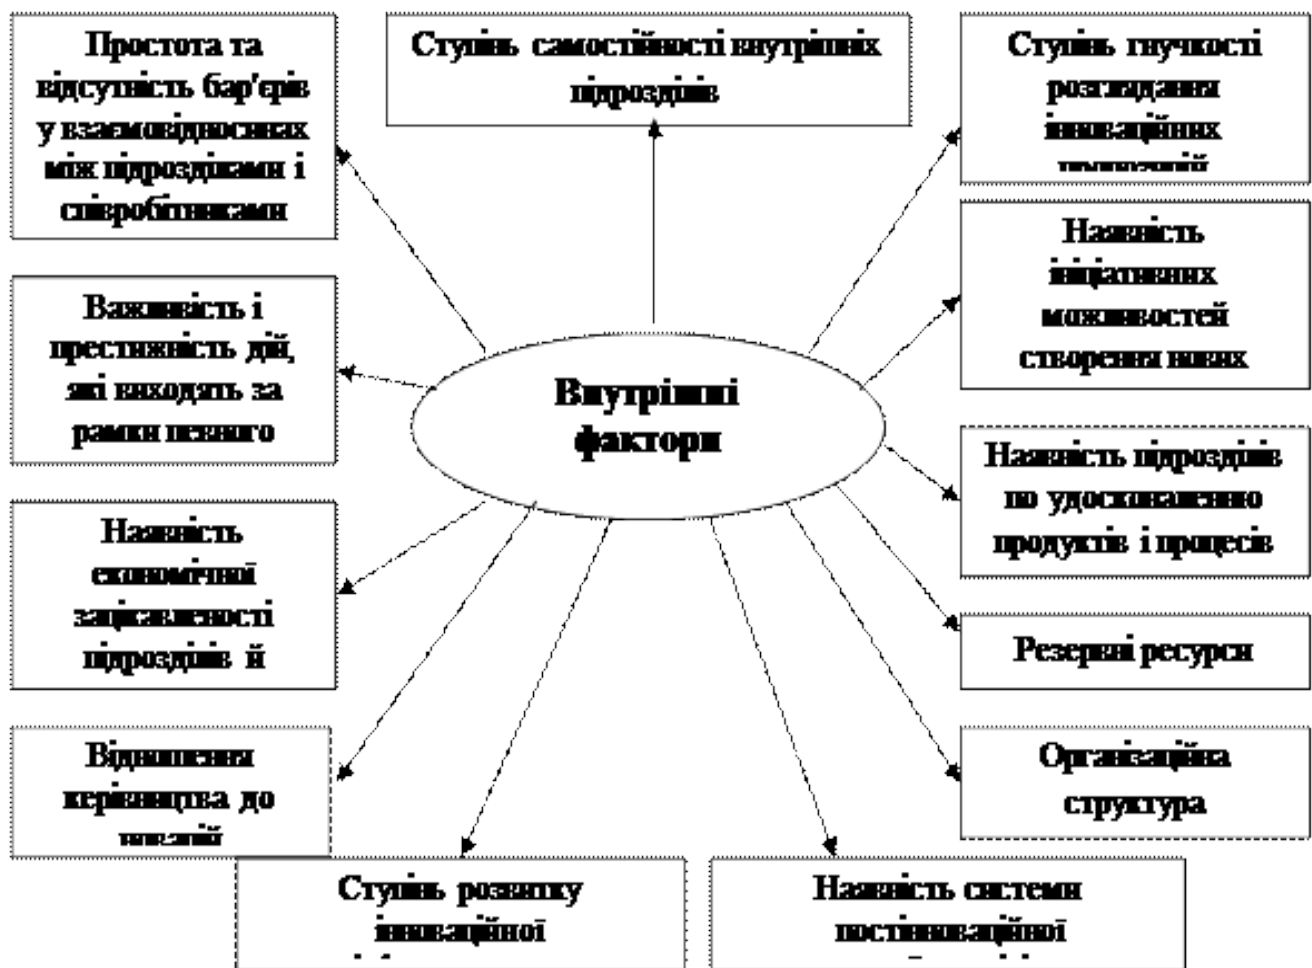 Простота та
відсутність бар'єрів
у взаємовідносинах
між підрозділами і
співробітниками
Ступінь самостійності внутрішніх
підрозділів
Ступінь гнучкості
розглядання
інноваційних
Наявність
ініціативних
можливостей
створення нових
Важливість і
престижність дій,
які виходять за
рамки певного
Внутрішні
фактори
Наявність підрозділів
по удосконаленню
продуктів і процесів
Наявність
економічної
зацікавленості
підрозділів й
Резервні ресурси
Відношення
керівництва до
Організаційна
структура
Ступінь розвитку
інноваційної
Наявність системи
постінноваційної